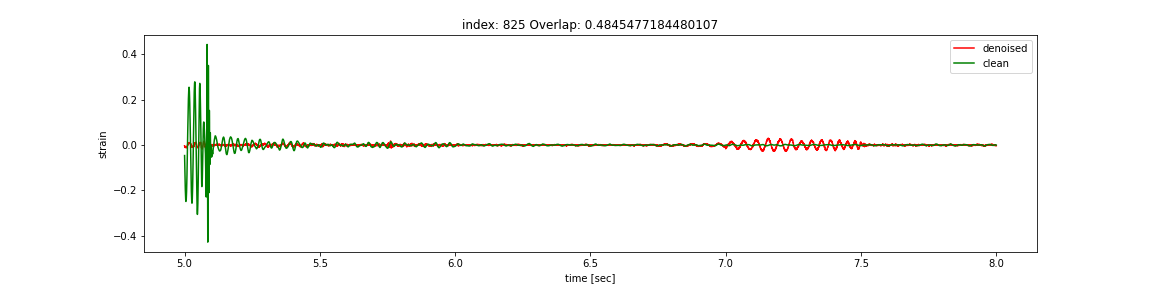 index: 825 Overlap: 0.4845477184480107
denoised
clean
strain
0.4
0.2
0.0
−0.2
−0.4
5.0 5.5 6.0 6.5 7.0 7.5 8.0
time [sec]